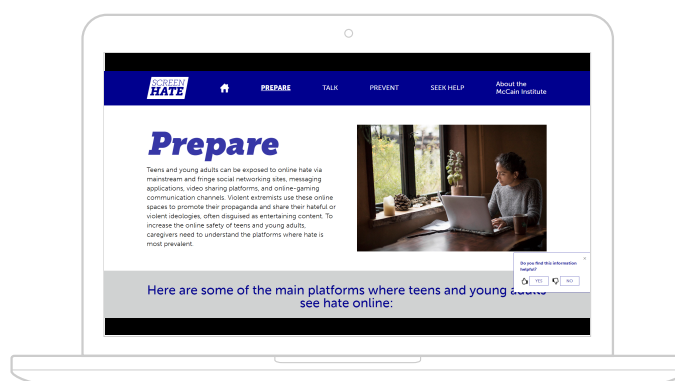 SCREEN
HATE
PREPARE
TALK
PREVENT
SEEK HELP
About the
McCain Institute
Prepare
Teens and young adults can be exposed to online hate via
mainstream and fringe social networking sites, messaging
applications, video sharing platforms, and online-gaming
communication channels. Violent extremists use these online
spaces to promote their propaganda and share their hateful or
violent ideologies, often disguised as entertaining content. To
increase the online safety of teens and young adults,
caregivers need to understand the platforms where hate is
most prevalent.
Do you find this information
helpful?
YES
NO
Here are some of the main platforms where teens and young adults
see hate online: